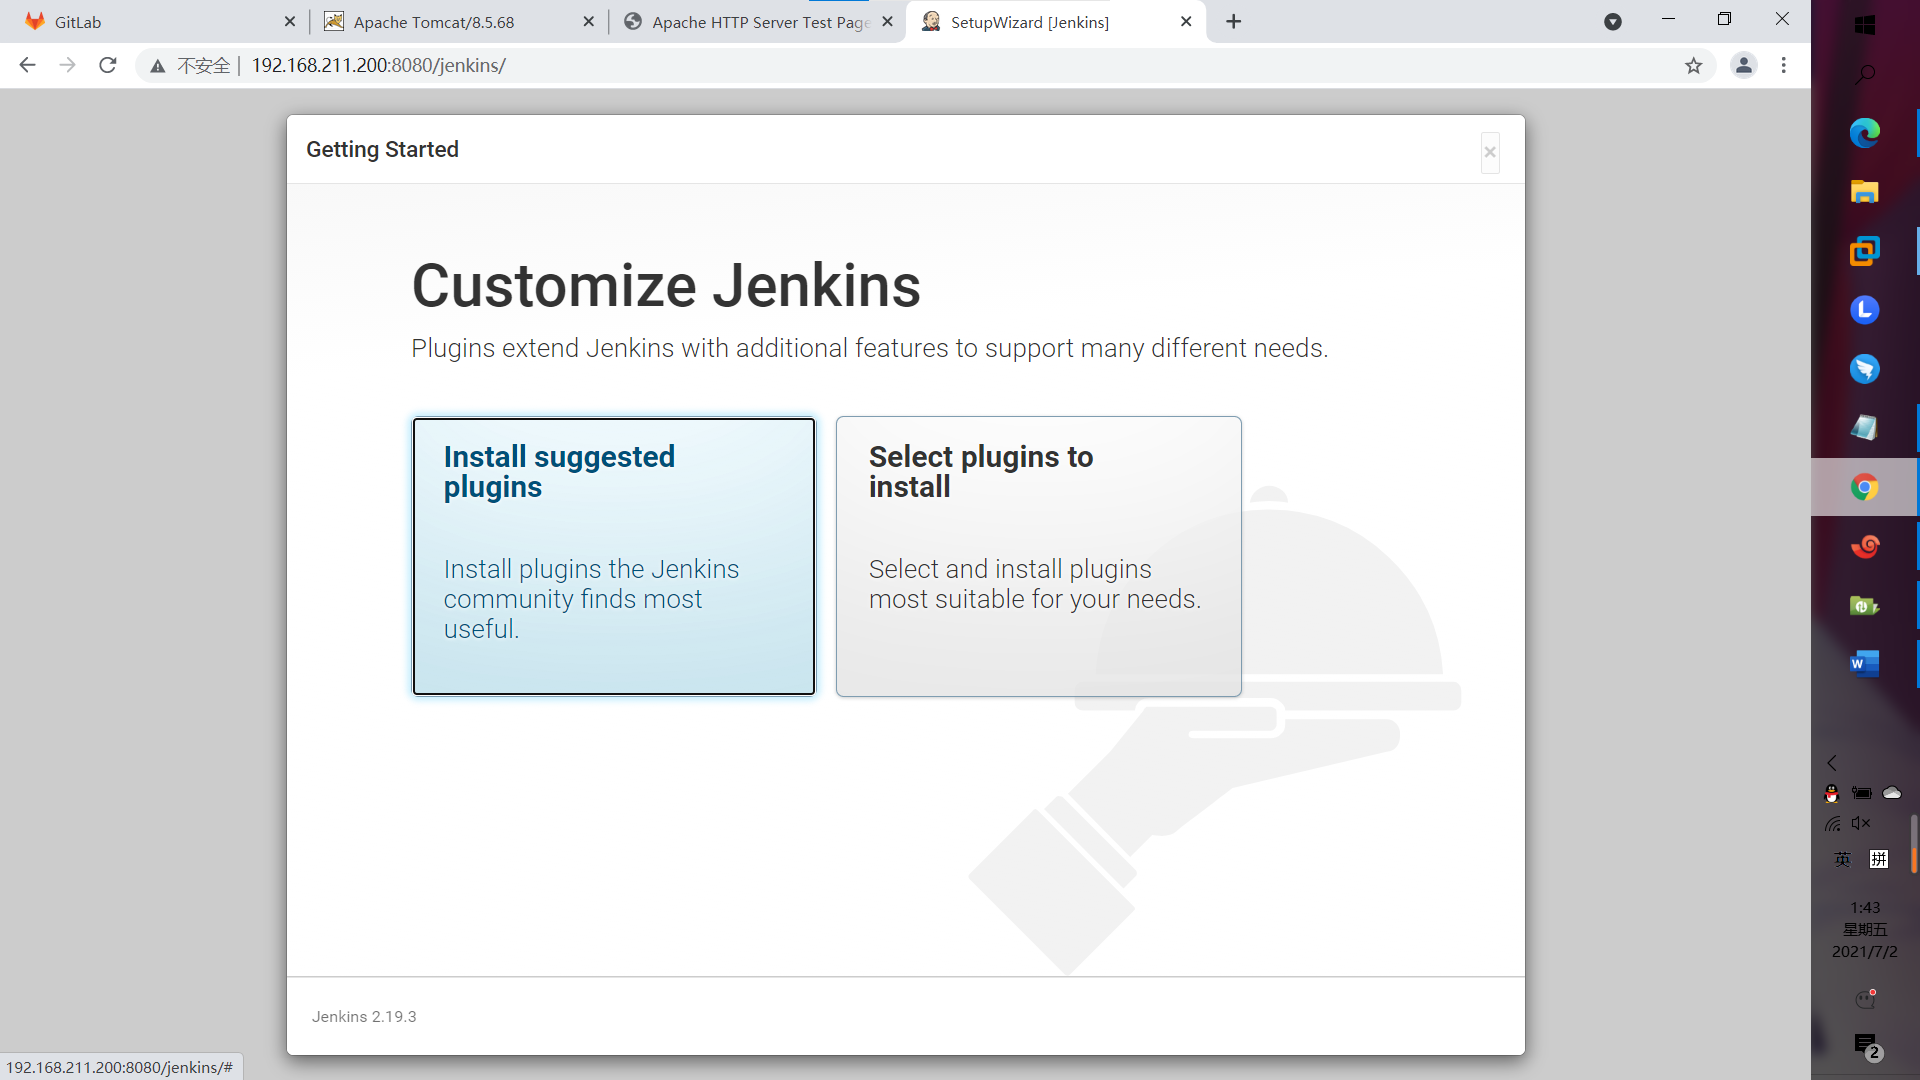 GitLab
Apache Tomcat/8.5.68
Apache HTTP Server Test Page
SetupWizard [Jenkins]
不安全
192.168.211.200:8080/jenkins/
Getting Started
Customize Jenkins
Plugins extend Jenkins with additional features to support many different needs.
Install suggested
plugins
Install plugins the Jenkins
community finds most
useful.
Select plugins to
install
Select and install plugins
most suitable for your needs.
Jenkins 2.19.3
192.168.211.200:8080/jenkins/#
英 拼
1:43
星期五
2021/7/2
2